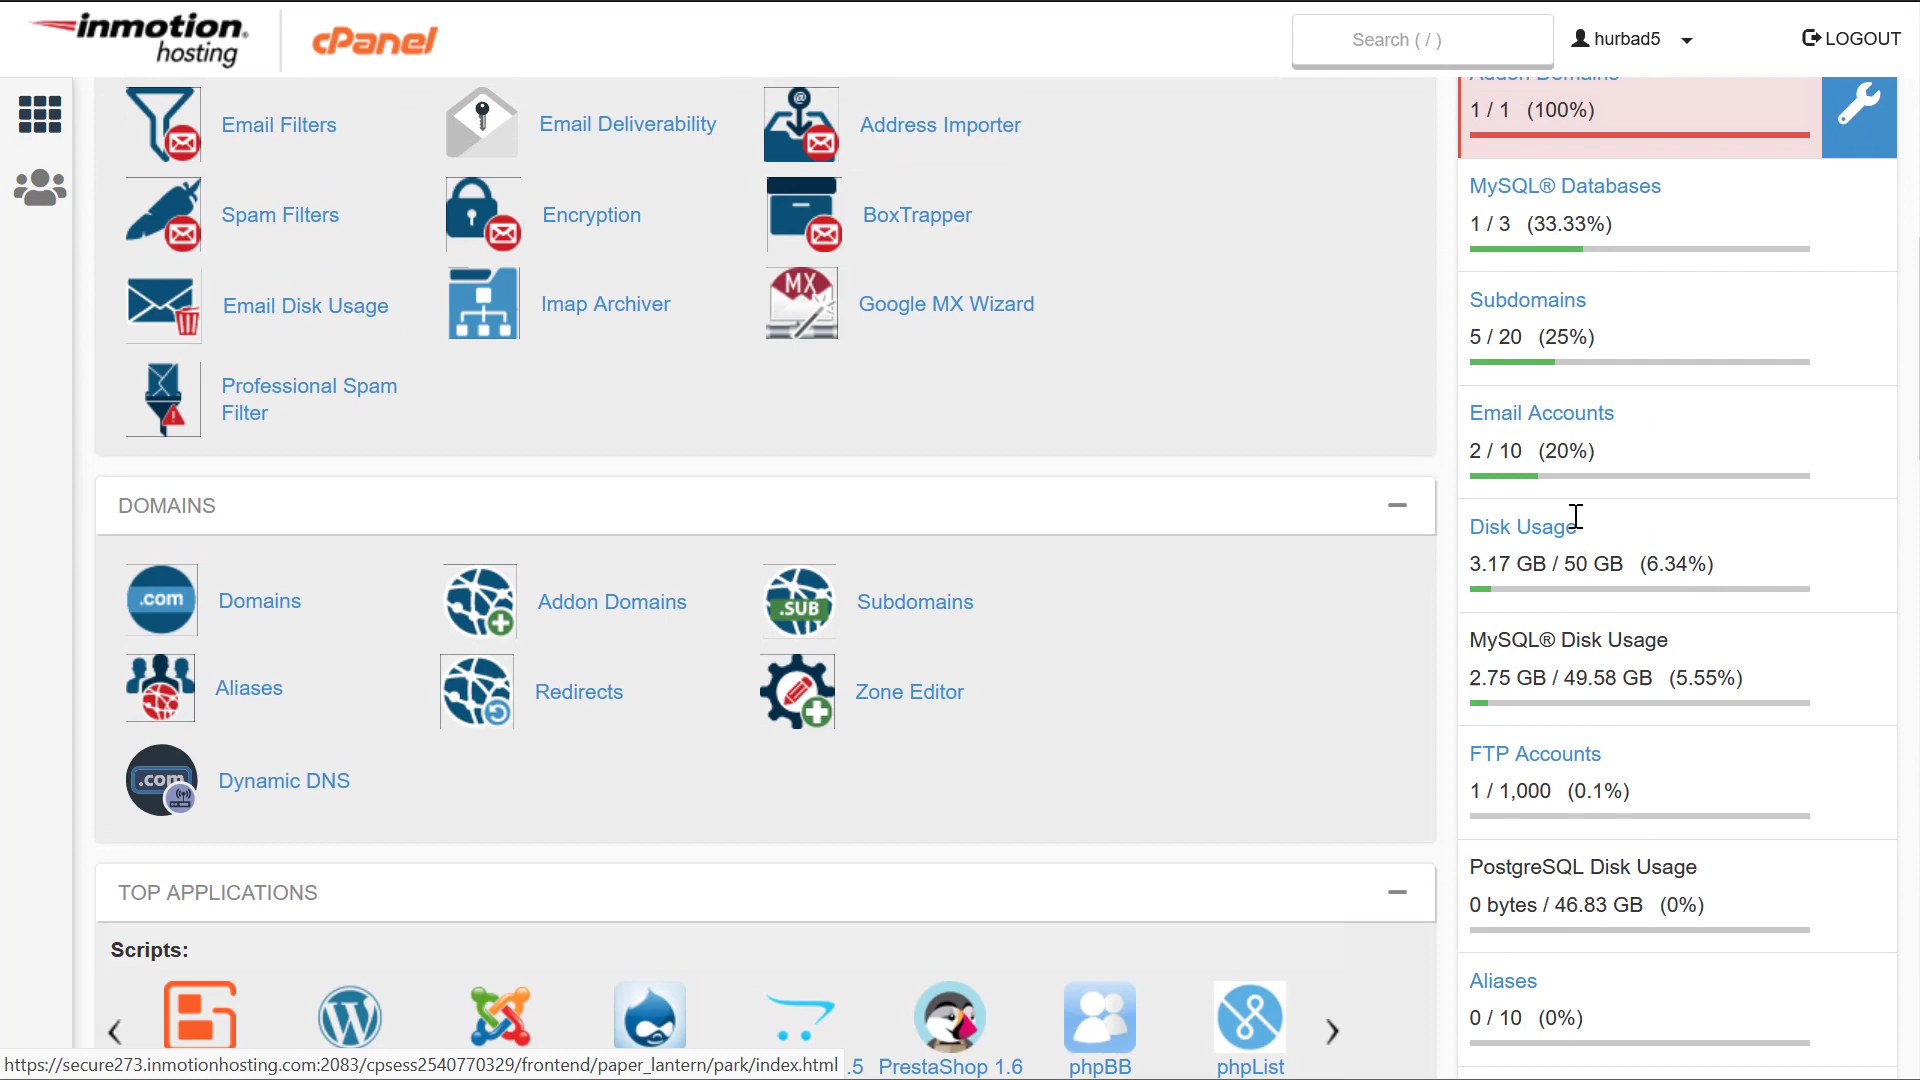 inmotion
hosting
cPanel
Search ( / )
hurbad5
LOGOUT
Email Filters
Email Deliverability
Address Importer
Spam Filters
Encryption
BoxTrapper
Email Disk Usage
Imap Archiver
MX
Google MX Wizard
Professional Spam
Filter
DOMAINS
.com
Domains
Addon Domains
.SUB
Subdomains
Aliases
Redirects
Zone Editor
.com
Dynamic DNS
TOP APPLICATIONS
Scripts:
.5
PrestaShop 1.6
phpBB
phpList
https://secure273.inmotionhosting.com:2083/cpsess2540770329/frontend/paper_lantern/park/index.html
Addon Domains
1 / 1 (100%)
MySQL® Databases
1 / 3 (33.33%)
Subdomains
5 / 20 (25%)
Email Accounts
2 / 10 (20%)
Disk Usage
3.17 GB / 50 GB (6.34%)
MySQL® Disk Usage
2.75 GB / 49.58 GB (5.55%)
FTP Accounts
1 / 1,000 (0.1%)
PostgreSQL Disk Usage
0 bytes / 46.83 GB (0%)
Aliases
0 / 10 (0%)